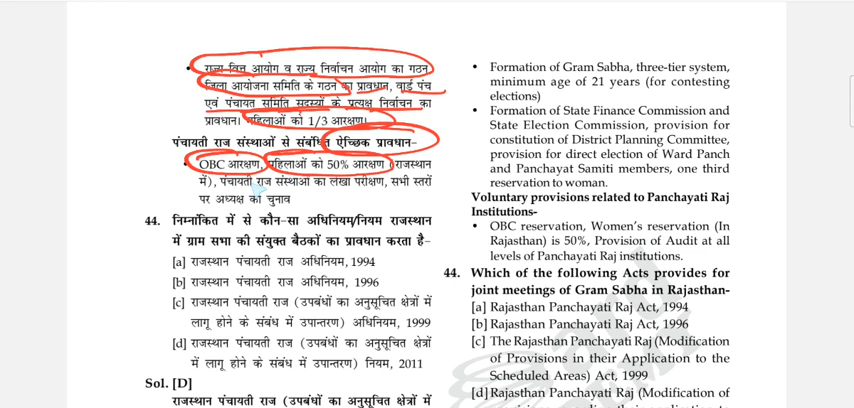 • राज्य वित्त आयोग व राज्य निर्वाचन आयोग का गठन
जिला आयोजना समिति के गठन का प्रावधान, वार्ड पंच
एवं पंचायत समिति सदस्यों के प्रत्यक्ष निर्वाचन का
प्रावधान। महिलाओं को 1/3 आरक्षण।
पंचायती राज संस्थाओं से संबंधित ऐच्छिक प्रावधान–
• OBC आरक्षण, महिलाओं को 50% आरक्षण (राजस्थान
में), पंचायती राज संस्थाओं का लेखा परीक्षण, सभी स्तरों
पर अध्यक्ष का चुनाव
44. निम्नांकित में से कौन-सा अधिनियम/नियम राजस्थान
में ग्राम सभा की संयुक्त बैठकों का प्रावधान करता है–
[a] राजस्थान पंचायती राज अधिनियम, 1994
[b] राजस्थान पंचायती राज अधिनियम, 1996
[c] राजस्थान पंचायती राज (उपबंधों का अनुसूचित क्षेत्रों में
लागू होने के संबंध में उपान्तरण) अधिनियम, 1999
[d] राजस्थान पंचायती राज (उपबंधों का अनुसूचित क्षेत्रों
में लागू होने के संबंध में उपान्तरण) नियम, 2011
Sol. [D]
राजस्थान पंचायती राज (उपबंधों का अनुसूचित क्षेत्रों में
• Formation of Gram Sabha, three-tier system,
minimum age of 21 years (for contesting
elections)
• Formation of State Finance Commission and
State Election Commission, provision for
constitution of District Planning Committee,
provision for direct election of Ward Panch
and Panchayat Samiti members, one third
reservation to woman.
Voluntary provisions related to Panchayati Raj
Institutions-
• OBC reservation, Women's reservation (In
Rajasthan) is 50%, Provision of Audit at all
levels of Panchayati Raj institutions.
44. Which of the following Acts provides for
joint meetings of Gram Sabha in Rajasthan-
[a] Rajasthan Panchayati Raj Act, 1994
[b] Rajasthan Panchayati Raj Act, 1996
[c] The Rajasthan Panchayati Raj (Modification
of Provisions in their Application to the
Scheduled Areas) Act, 1999
[d] Rajasthan Panchayati Raj (Modification of